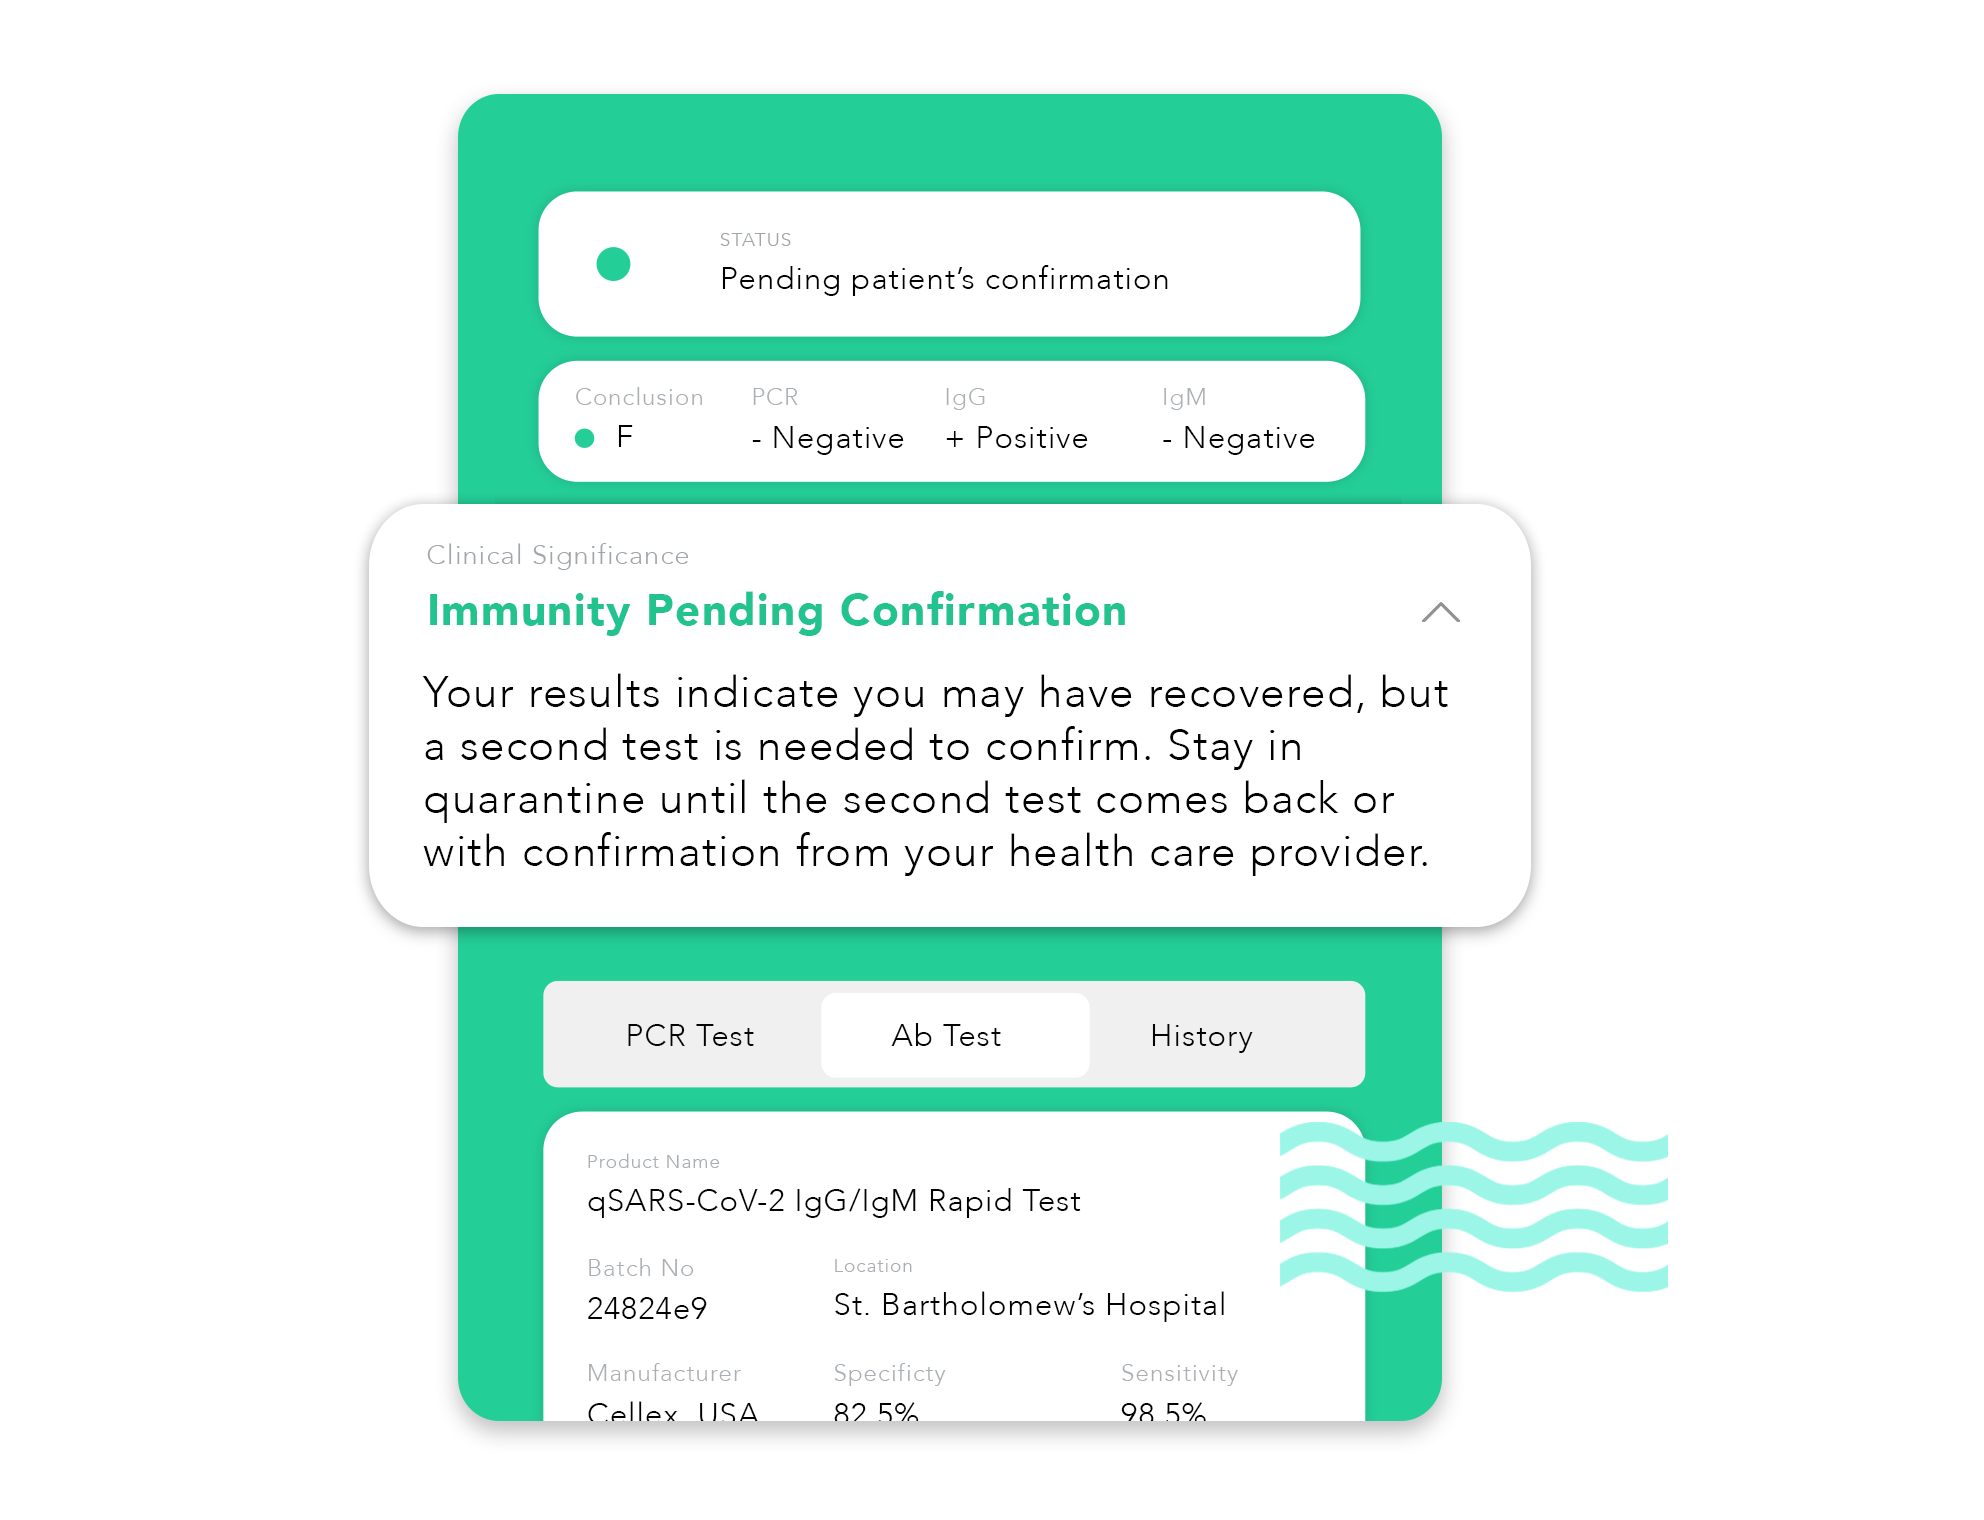 STATUS
Pending patient’s confirmation
Conclusion PCR IgG IgM
F - Negative + Positive - Negative
Clinical Significance
Immunity Pending Confirmation
Your results indicate you may have recovered, but
a second test is needed to confirm. Stay in
quarantine until the second test comes back or
with confirmation from your health care provider.
PCR Test Ab Test History
Product Name
qSARS-CoV-2 IgG/IgM Rapid Test
Batch No Location
24824e9 St. Bartholomew’s Hospital
Manufacturer Specificty Sensitivity
Cellex, USA 82.5% 98.5%